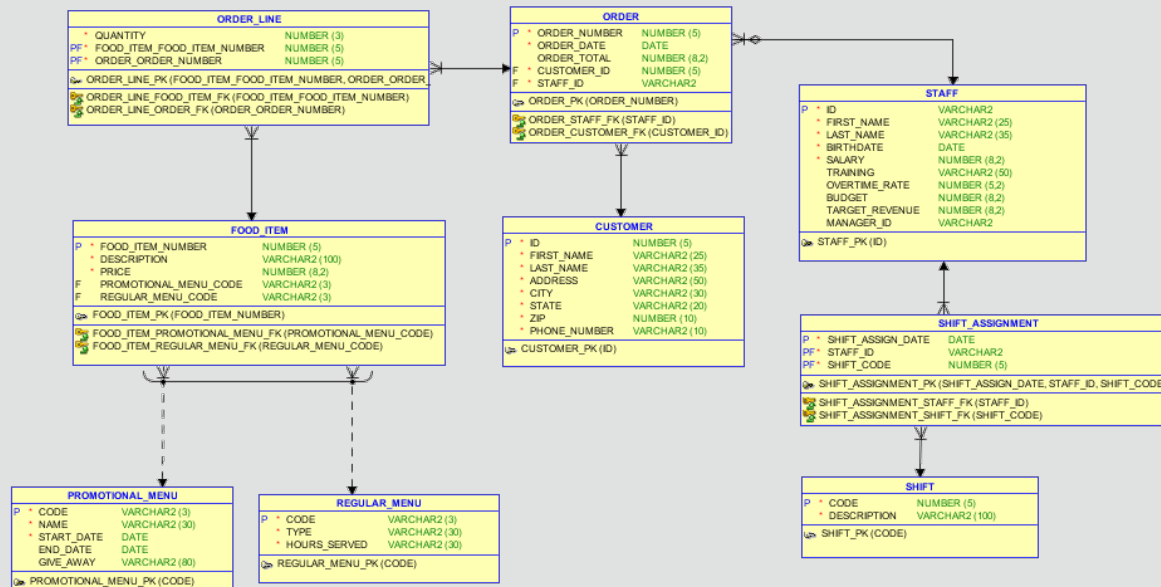 ORDER_LINE
* QUANTITY NUMBER (3)
PF* FOOD_ITEM_FOOD_ITEM_NUMBER NUMBER (5)
PF* ORDER_ORDER_NUMBER NUMBER (5)
ORDER_LINE_PK (FOOD_ITEM_FOOD_ITEM_NUMBER, ORDER_ORDER_
ORDER_LINE_FOOD_ITEM_FK (FOOD_ITEM_FOOD_ITEM_NUMBER)
ORDER_LINE_ORDER_FK (ORDER_ORDER_NUMBER)
ORDER
P * ORDER_NUMBER NUMBER (5)
* ORDER_DATE DATE
ORDER_TOTAL NUMBER (8,2)
F * CUSTOMER_ID NUMBER (5)
F * STAFF_ID VARCHAR2
ORDER_PK (ORDER_NUMBER)
ORDER_STAFF_FK (STAFF_ID)
ORDER_CUSTOMER_FK (CUSTOMER_ID)
STAFF
P * ID VARCHAR2
* FIRST_NAME VARCHAR2 (25)
* LAST_NAME VARCHAR2 (35)
* BIRTHDATE DATE
* SALARY NUMBER (8,2)
TRAINING VARCHAR2 (50)
OVERTIME_RATE NUMBER (5,2)
BUDGET NUMBER (8,2)
TARGET_REVENUE NUMBER (8,2)
MANAGER_ID VARCHAR2
STAFF_PK (ID)
FOOD_ITEM
P * FOOD_ITEM_NUMBER NUMBER (5)
* DESCRIPTION VARCHAR2 (100)
* PRICE NUMBER (8,2)
F PROMOTIONAL_MENU_CODE VARCHAR2 (3)
F REGULAR_MENU_CODE VARCHAR2 (3)
FOOD_ITEM_PK (FOOD_ITEM_NUMBER)
FOOD_ITEM_PROMOTIONAL_MENU_FK (PROMOTIONAL_MENU_CODE)
FOOD_ITEM_REGULAR_MENU_FK (REGULAR_MENU_CODE)
CUSTOMER
P * ID NUMBER (5)
* FIRST_NAME VARCHAR2 (25)
* LAST_NAME VARCHAR2 (35)
* ADDRESS VARCHAR2 (50)
* CITY VARCHAR2 (30)
* STATE VARCHAR2 (20)
* ZIP NUMBER (10)
* PHONE_NUMBER VARCHAR2 (10)
CUSTOMER_PK (ID)
SHIFT_ASSIGNMENT
P * SHIFT_ASSIGN_DATE DATE
PF* STAFF_ID VARCHAR2
PF* SHIFT_CODE NUMBER (5)
SHIFT_ASSIGNMENT_PK (SHIFT_ASSIGN_DATE, STAFF_ID, SHIFT_CODE
SHIFT_ASSIGNMENT_STAFF_FK (STAFF_ID)
SHIFT_ASSIGNMENT_SHIFT_FK (SHIFT_CODE)
PROMOTIONAL_MENU
P * CODE VARCHAR2 (3)
* NAME VARCHAR2 (30)
* START_DATE DATE
END_DATE DATE
GIVE_AWAY VARCHAR2 (80)
PROMOTIONAL_MENU_PK (CODE)
REGULAR_MENU
P * CODE VARCHAR2 (3)
* TYPE VARCHAR2 (30)
* HOURS_SERVED VARCHAR2 (30)
REGULAR_MENU_PK (CODE)
SHIFT
P * CODE NUMBER (5)
* DESCRIPTION VARCHAR2 (100)
SHIFT_PK (CODE)